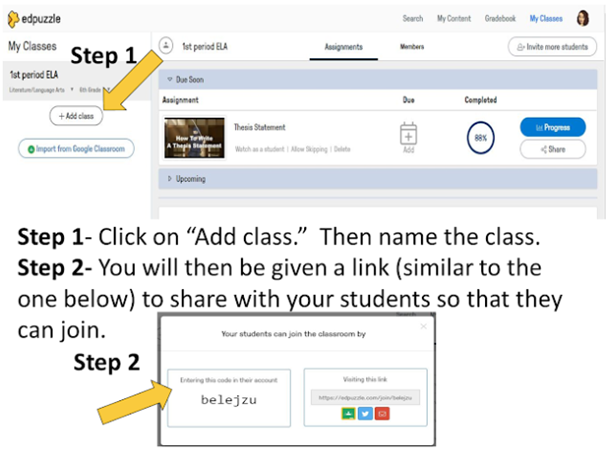 edpuzzle
Search My Content Gradebook My Classes
My Classes
Step 1
1st period ELA Assignments Members Invite more students
1st period ELA
Literature/Language Arts 6th Grade
Due Soon
Assignment Due Completed
+ Add class
Import from Google Classroom
How To Write
A Thesis Statement
Thesis Statement
Watch as a student | Allow Skipping | Delete
Add
88%
Progress
Share
Upcoming
Step 1- Click on “Add class.” Then name the class.
Step 2- You will then be given a link (similar to the
one below) to share with your students so that they
can join.
Search
Your students can join the classroom by
Step 2
Entering this code in their account
belejzu
Visiting this link
https://edpuzzle.com/join/belejzu